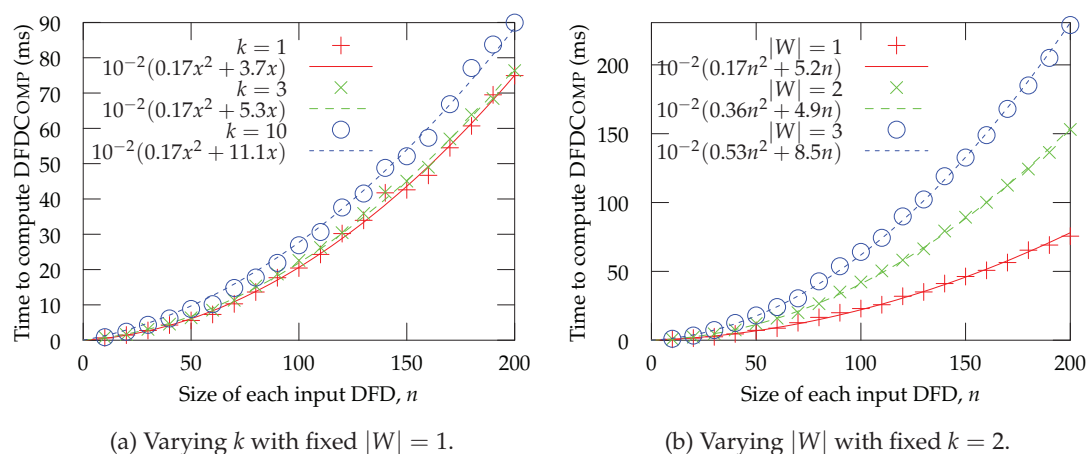 90
80
70
60
50
40
30
20
10
0
Time to compute DFDCOMP (ms)
k = 1
10⁻²(0.17x² + 3.7x)
k = 3
10⁻²(0.17x² + 5.3x)
k = 10
10⁻²(0.17x² + 11.1x)
0 50 100 150 200
Size of each input DFD, n
(a) Varying k with fixed |W| = 1.
200
150
100
50
0
Time to compute DFDCOMP (ms)
|W| = 1
10⁻²(0.17n² + 5.2n)
|W| = 2
10⁻²(0.36n² + 4.9n)
|W| = 3
10⁻²(0.53n² + 8.5n)
0 50 100 150 200
Size of each input DFD, n
(b) Varying |W| with fixed k = 2.